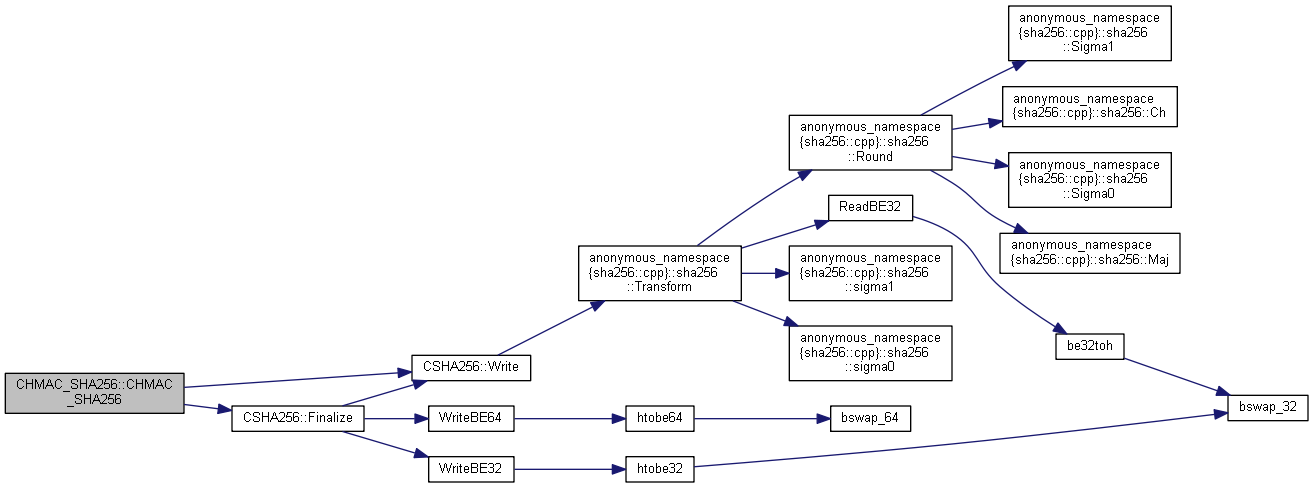 anonymous_namespace
{sha256::cpp}::sha256
::Sigma1
anonymous_namespace
{sha256::cpp}::sha256::Ch
anonymous_namespace
{sha256::cpp}::sha256
::Round
anonymous_namespace
{sha256::cpp}::sha256
::Sigma0
ReadBE32
anonymous_namespace
{sha256::cpp}::sha256::Maj
anonymous_namespace
{sha256::cpp}::sha256
::Transform
anonymous_namespace
{sha256::cpp}::sha256
::sigma1
anonymous_namespace
{sha256::cpp}::sha256
::sigma0
be32toh
CSHA256::Write
CHMAC_SHA256::CHMAC
_SHA256
bswap_32
CSHA256::Finalize
WriteBE64
htobe64
bswap_64
WriteBE32
htobe32